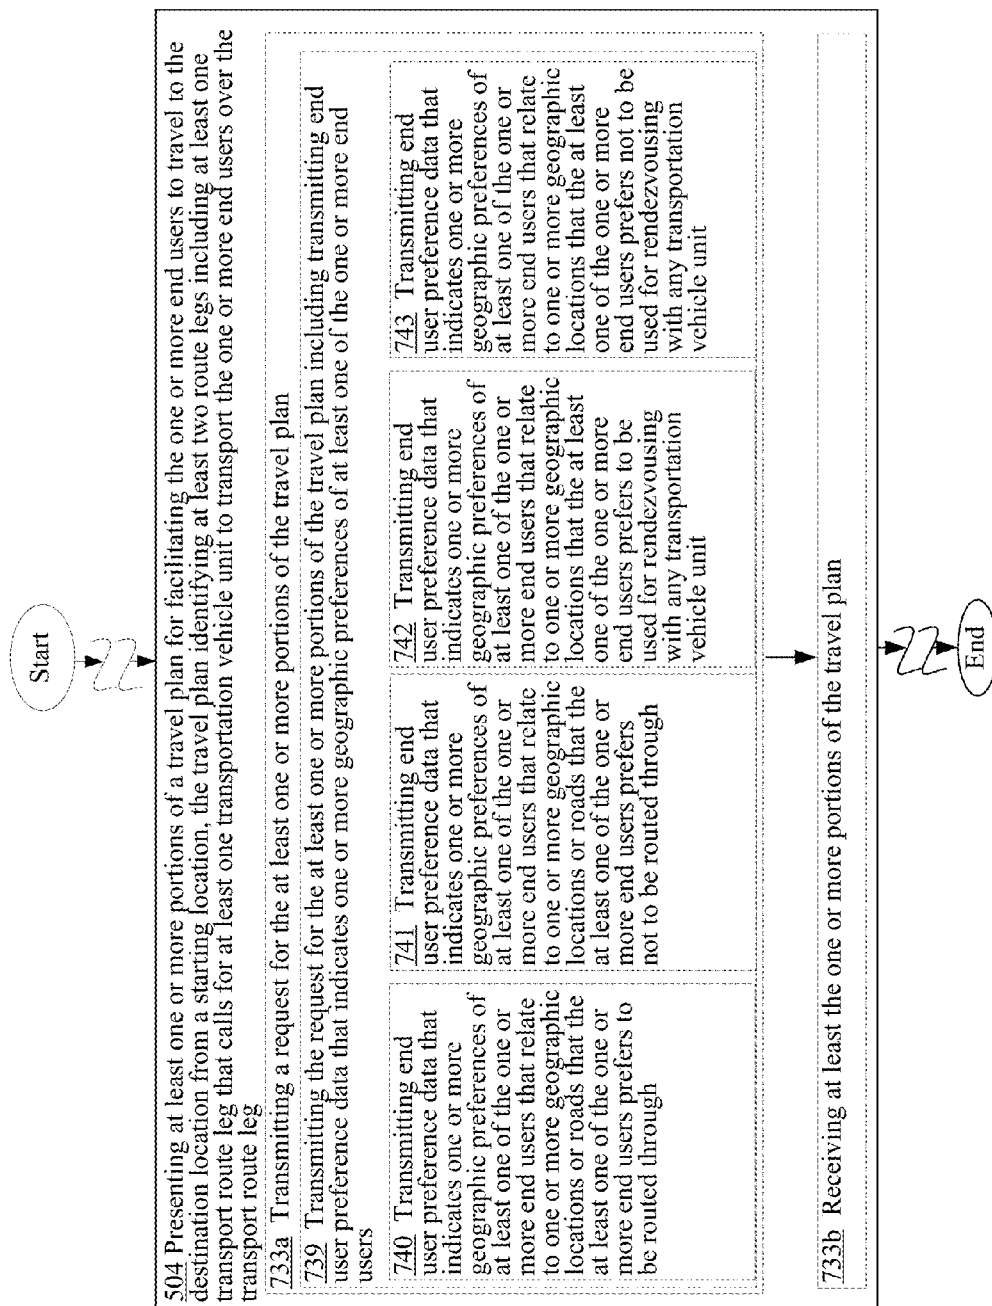 Start
504 Presenting at least one or more portions of a travel plan for facilitating the one or more end users to travel to the
destination location from a starting location, the travel plan identifying at least two route legs including at least one
transport route leg that calls for at least one transportation vehicle unit to transport the one or more end users over the
transport route leg
733a Transmitting a request for the at least one or more portions of the travel plan
739 Transmitting the request for the at least one or more portions of the travel plan including transmitting end
user preference data that indicates one or more geographic preferences of at least one of the one or more end
users
740 Transmitting end
user preference data that
indicates one or more
geographic preferences of
at least one of the one or
more end users that relate
to one or more geographic
locations or roads that the
at least one of the one or
more end users prefers to
be routed through
741 Transmitting end
user preference data that
indicates one or more
geographic preferences of
at least one of the one or
more end users that relate
to one or more geographic
locations or roads that the
at least one of the one or
more end users prefers
not to be routed through
742 Transmitting end
user preference data that
indicates one or more
geographic preferences of
at least one of the one or
more end users that relate
to one or more geographic
locations that the at least
one of the one or more
end users prefers to be
used for rendezvousing
with any transportation
vehicle unit
743 Transmitting end
user preference data that
indicates one or more
geographic preferences of
at least one of the one or
more end users that relate
to one or more geographic
locations that the at least
one of the one or more
end users prefers not to be
used for rendezvousing
with any transportation
vehicle unit
733b Receiving at least the one or more portions of the travel plan
End